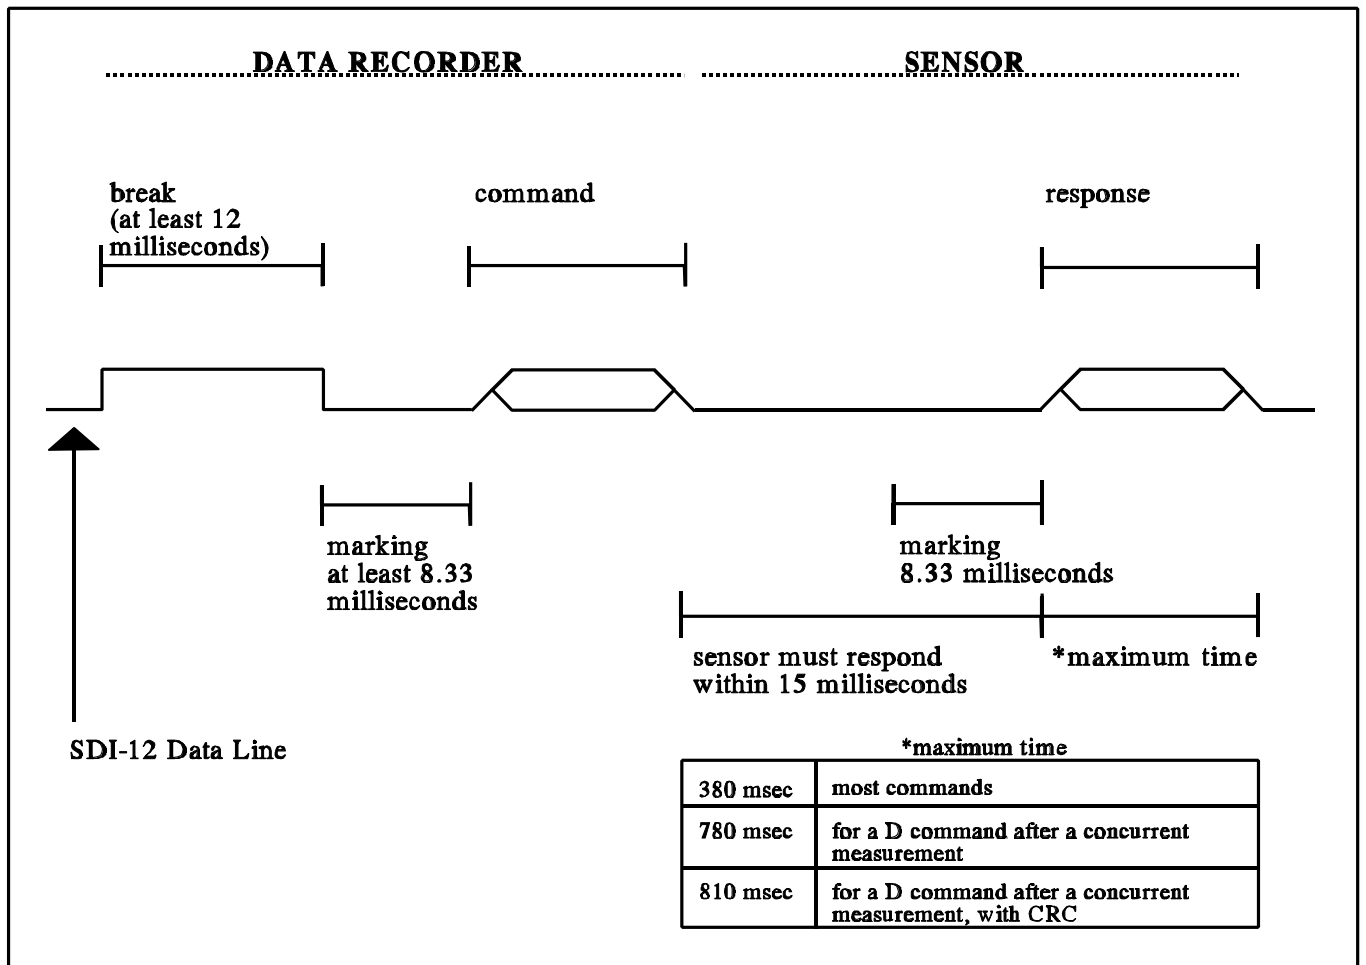 DATA RECORDER
SENSOR
break
(at least 12
milliseconds)
command
response
marking
at least 8.33
milliseconds
marking
8.33 milliseconds
sensor must respond
within 15 milliseconds
*maximum time
SDI-12 Data Line
*maximum time
380 msec most commands
780 msec for a D command after a concurrent
measurement
810 msec for a D command after a concurrent
measurement, with CRC